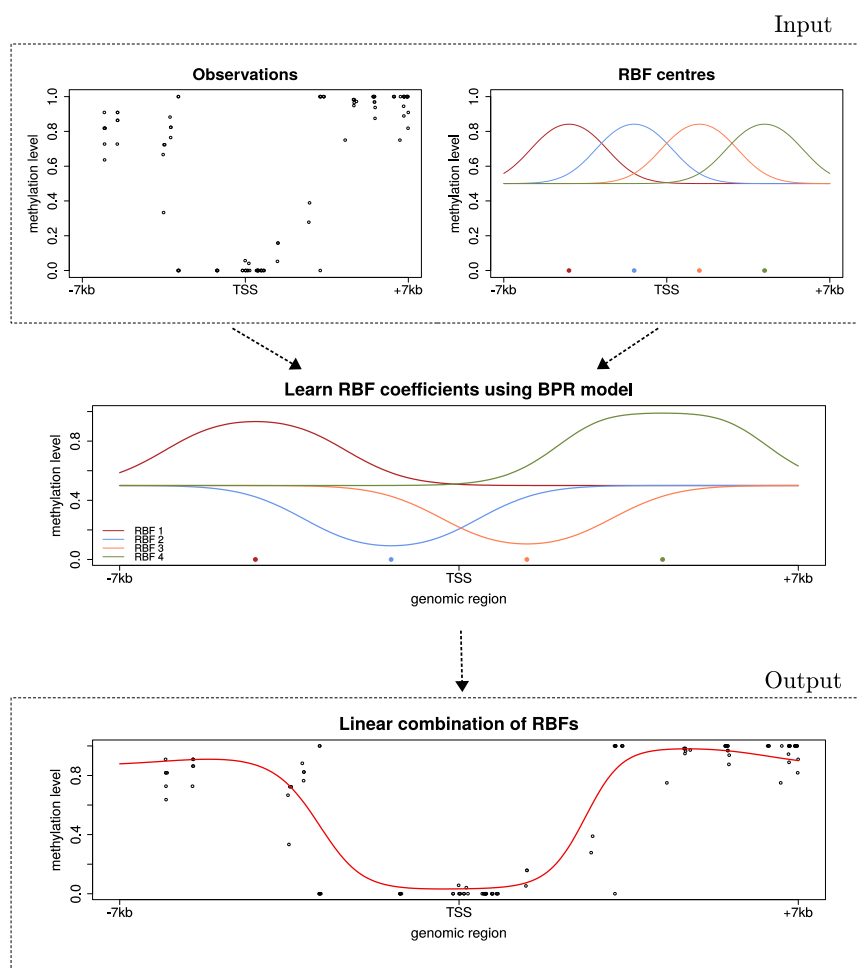 Input
Observations
methylation level
1.0
0.8
0.6
0.4
0.2
0.0
-7kb
TSS
+7kb
RBF centres
methylation level
1.0
0.8
0.6
0.4
0.2
0.0
-7kb
TSS
+7kb
Learn RBF coefficients using BPR model
methylation level
0.8
0.4
0.0
RBF 1
RBF 2
RBF 3
RBF 4
-7kb
TSS
+7kb
genomic region
Output
Linear combination of RBFs
methylation level
0.8
0.4
0.0
-7kb
TSS
+7kb
genomic region